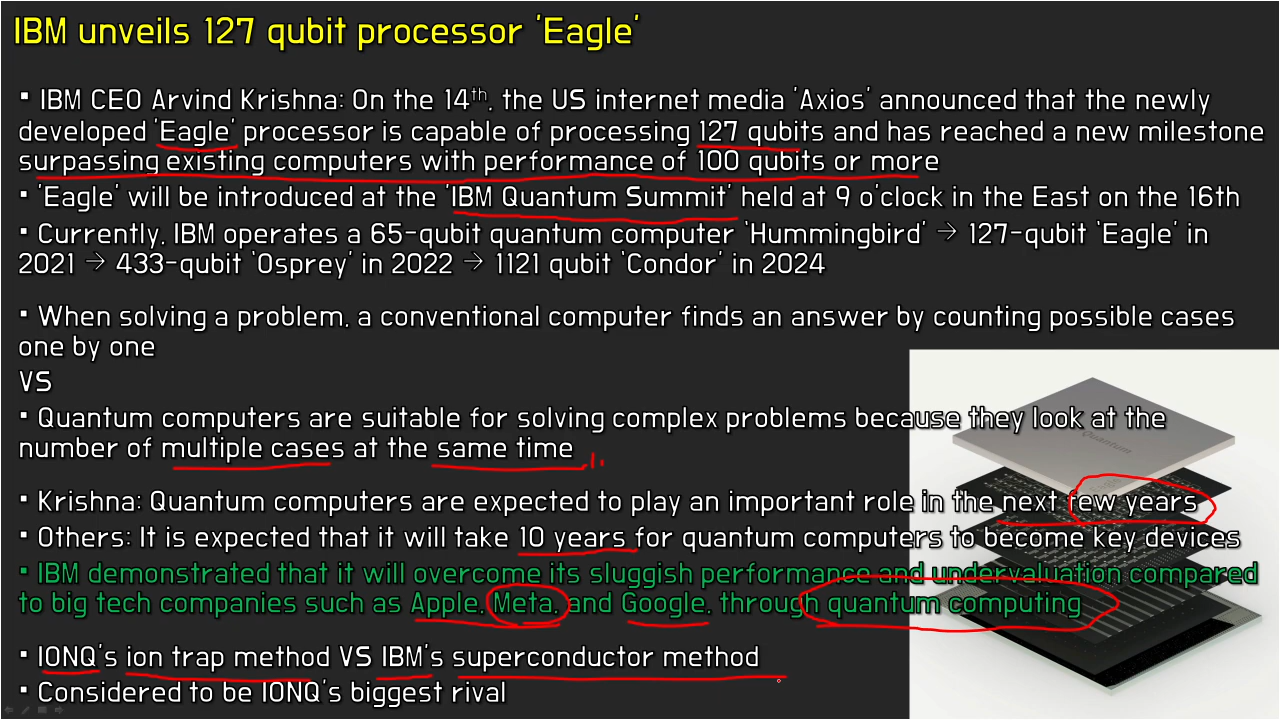 IBM unveils 127 qubit processor 'Eagle'
▪ IBM CEO Arvind Krishna: On the 14th, the US internet media 'Axios' announced that the newly
developed 'Eagle' processor is capable of processing 127 qubits and has reached a new milestone
surpassing existing computers with performance of 100 qubits or more
▪ 'Eagle' will be introduced at the 'IBM Quantum Summit' held at 9 o'clock in the East on the 16th
▪ Currently, IBM operates a 65-qubit quantum computer 'Hummingbird' → 127-qubit 'Eagle' in
2021 → 433-qubit 'Osprey' in 2022 → 1121 qubit 'Condor' in 2024
▪ When solving a problem, a conventional computer finds an answer by counting possible cases
one by one
VS
▪ Quantum computers are suitable for solving complex problems because they look at the
number of multiple cases at the same time
Quantum
▪ Krishna: Quantum computers are expected to play an important role in the next few years
▪ Others: It is expected that it will take 10 years for quantum computers to become key devices
▪ IBM demonstrated that it will overcome its sluggish performance and undervaluation compared
to big tech companies such as Apple, Meta, and Google, through quantum computing
▪ IONQ's ion trap method VS IBM's superconductor method
▪ Considered to be IONQ's biggest rival